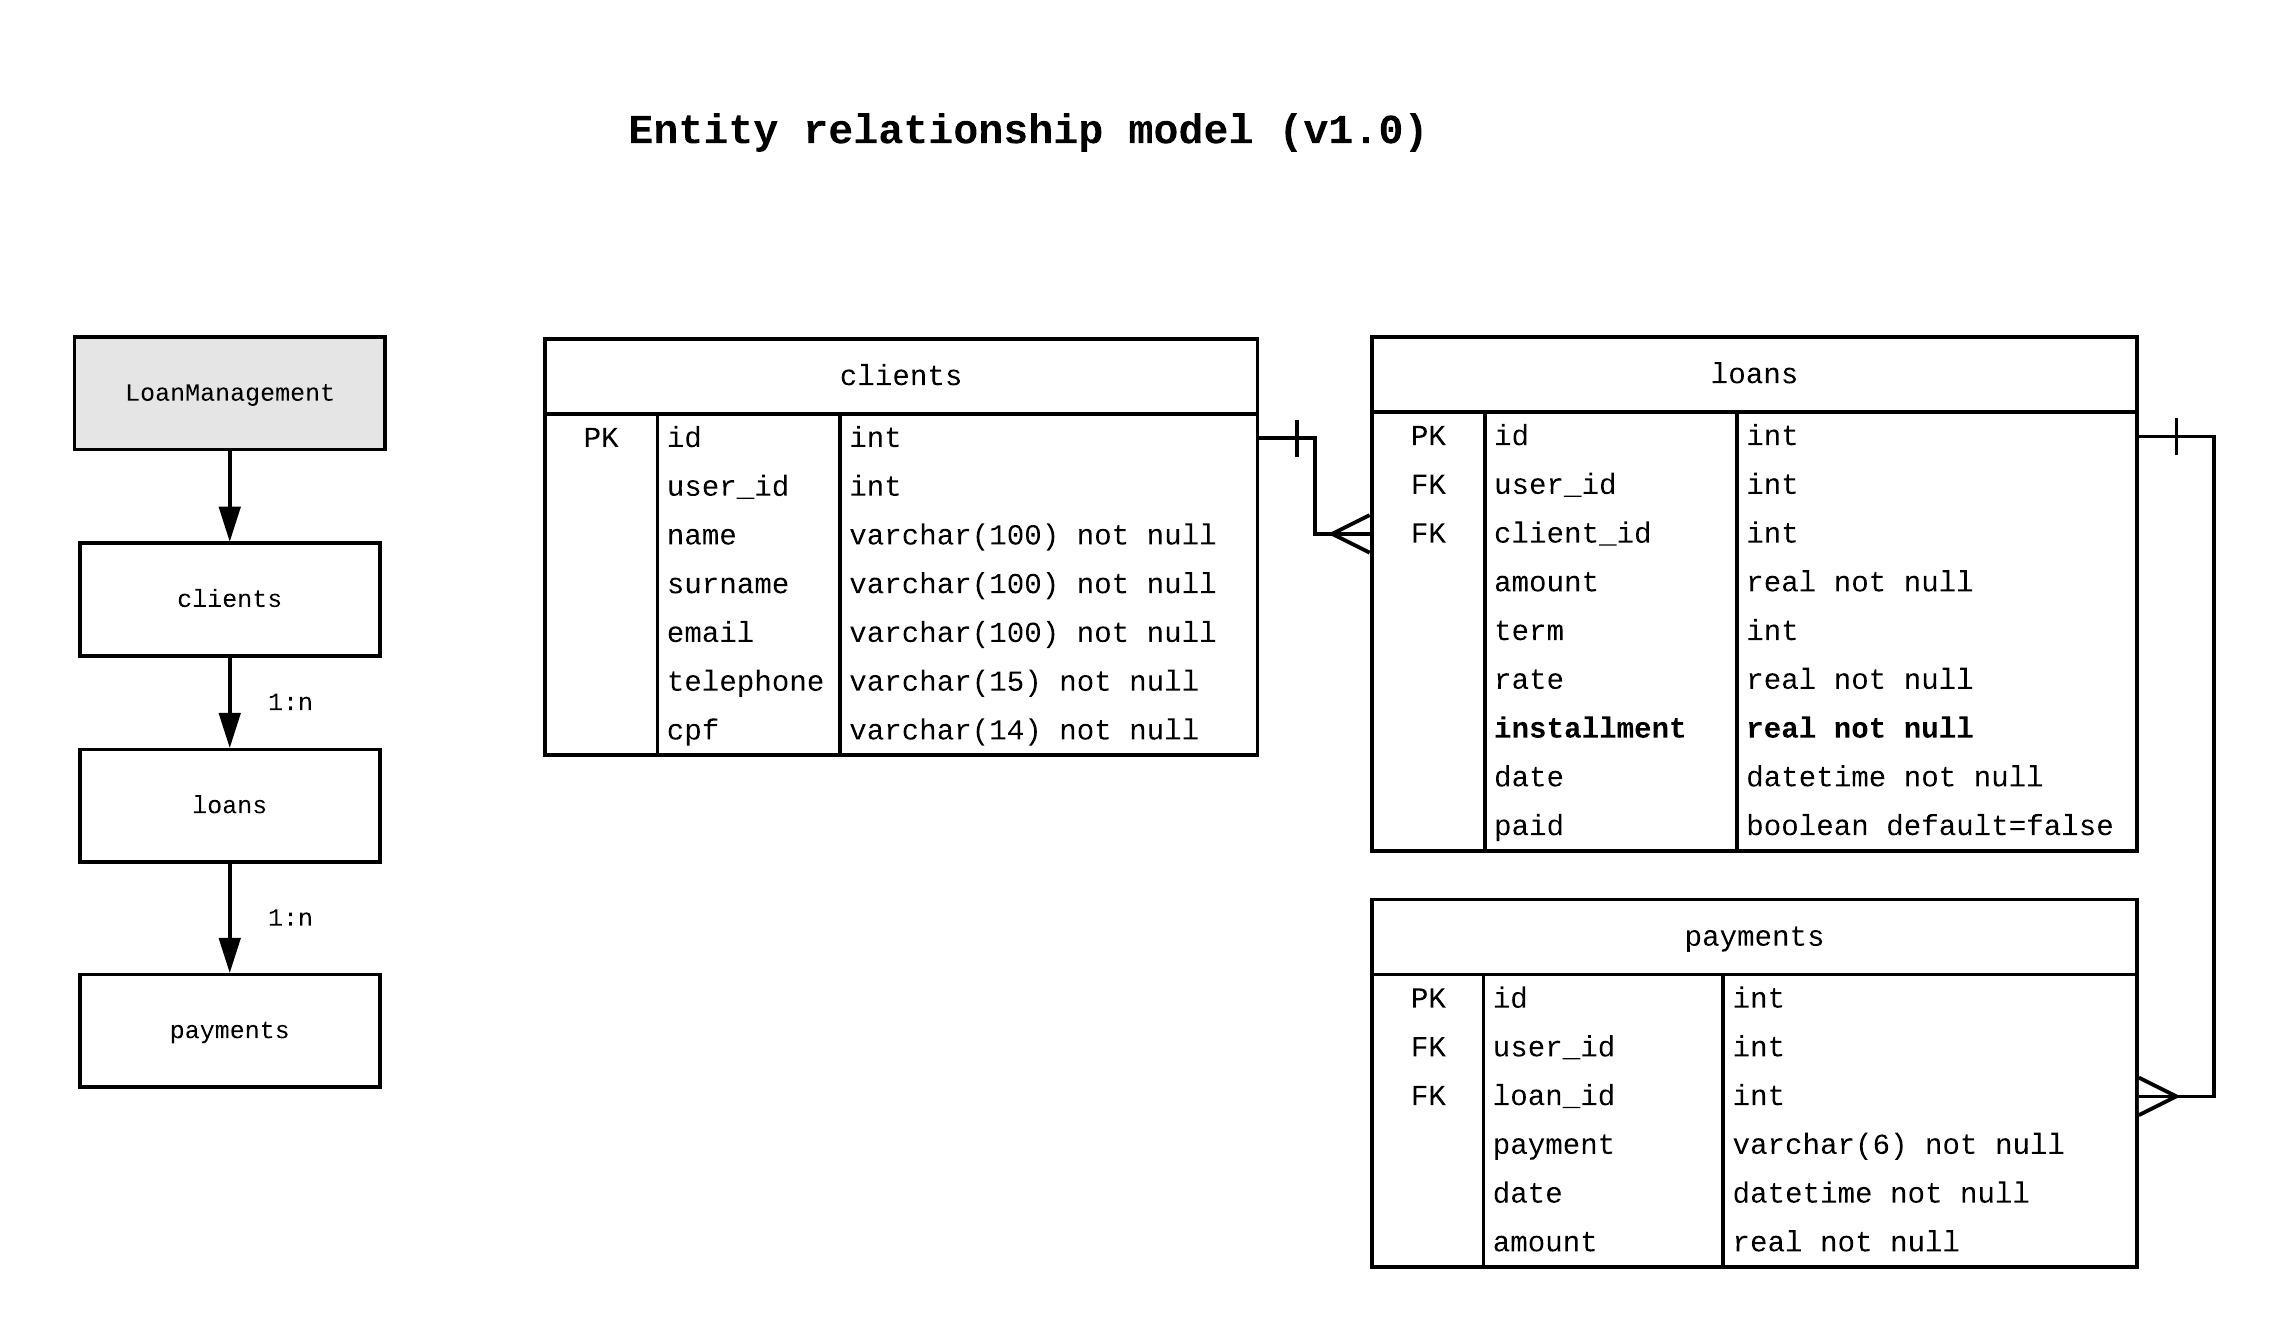 Entity relationship model (v1.0)
LoanManagement
clients
1:n
loans
1:n
payments
clients
PK id int
user_id int
name varchar(100) not null
surname varchar(100) not null
email varchar(100) not null
telephone varchar(15) not null
cpf varchar(14) not null
loans
PK id int
FK user_id int
FK client_id int
amount real not null
term int
rate real not null
installment real not null
date datetime not null
paid boolean default=false
payments
PK id int
FK user_id int
FK loan_id int
payment varchar(6) not null
date datetime not null
amount real not null